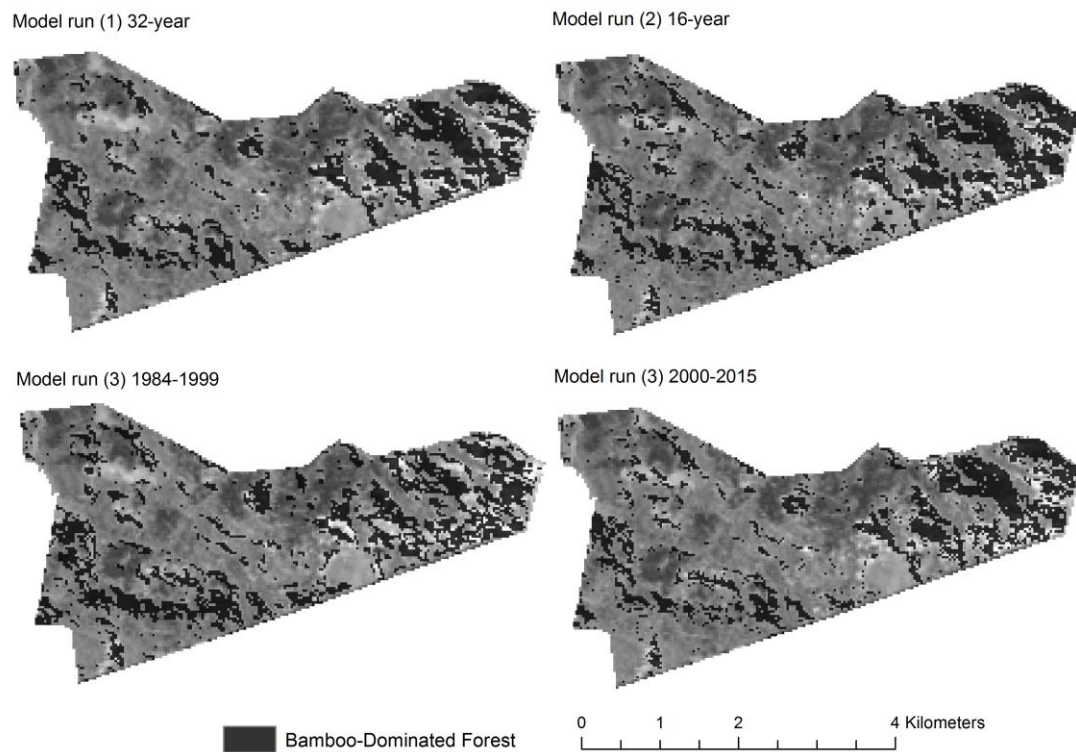 Model run (1) 32-year
Model run (2) 16-year
Model run (3) 1984-1999
Model run (3) 2000-2015
Bamboo-Dominated Forest
0 1 2 4 Kilometers